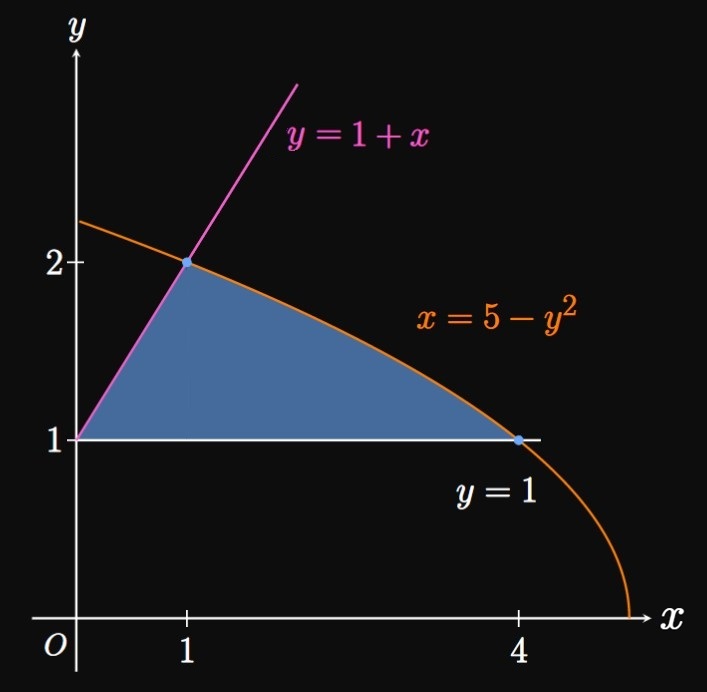 y
y = 1 + x
2
x = 5 − y²
1
y = 1
O
1
4
x